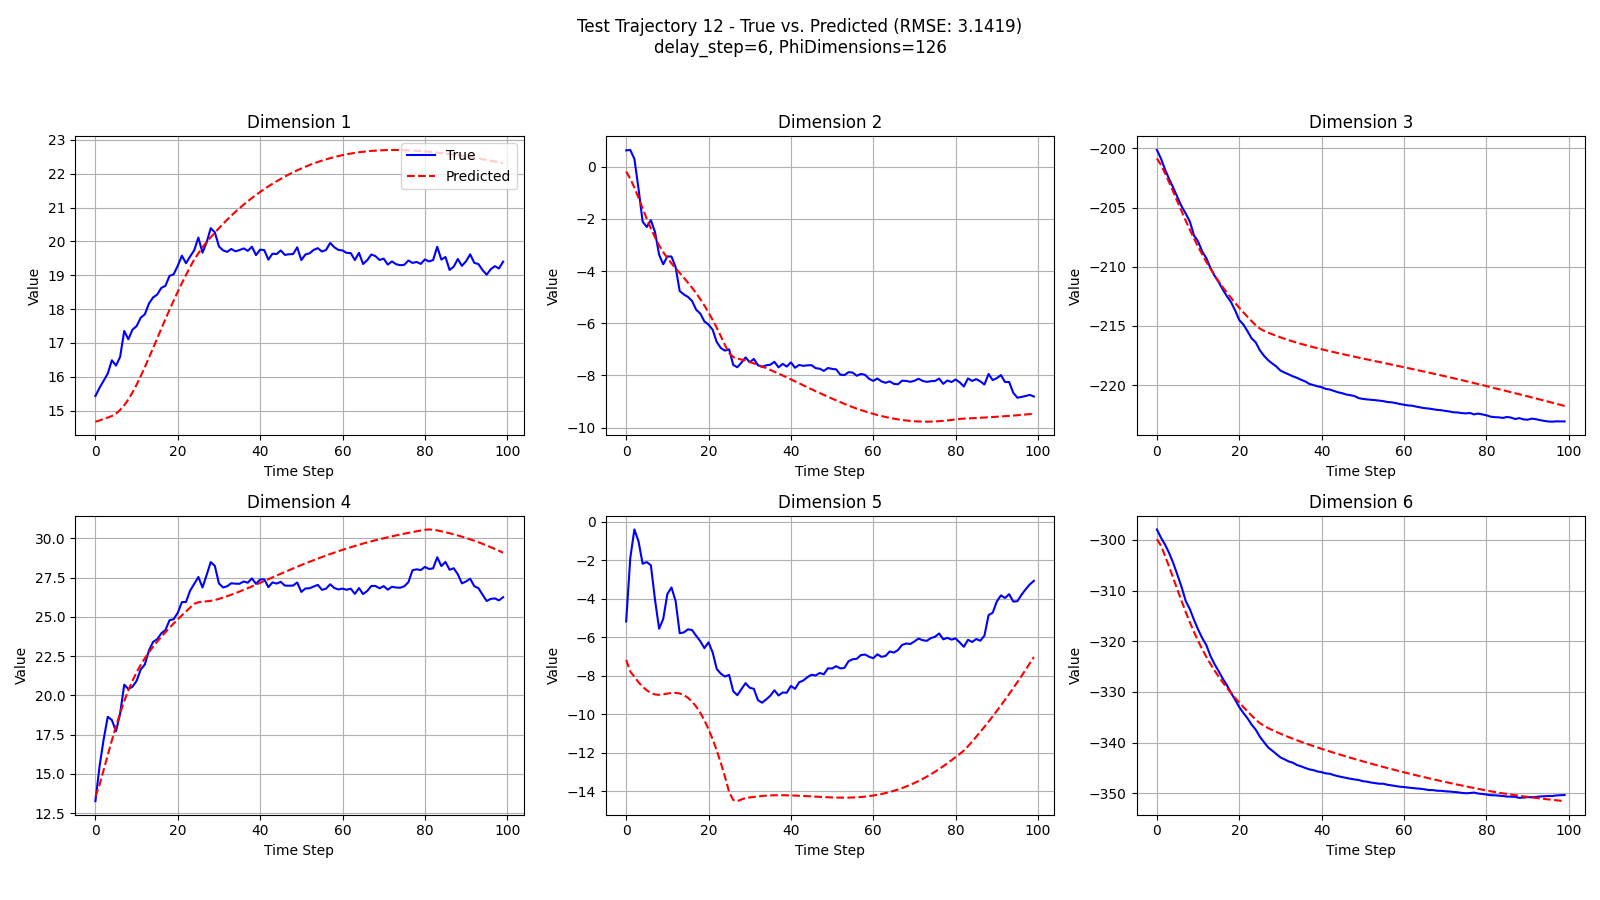 Test Trajectory 12 - True vs. Predicted (RMSE: 3.1419)
delay_step=6, PhiDimensions=126
Dimension 1
23
22
21
20
19
18
17
16
15
Value
0 20 40 60 80 100
Time Step
True
Predicted
Dimension 2
0
−2
−4
−6
−8
−10
Value
0 20 40 60 80 100
Time Step
Dimension 3
−200
−205
−210
−215
−220
Value
0 20 40 60 80 100
Time Step
Dimension 4
30.0
27.5
25.0
22.5
20.0
17.5
15.0
12.5
Value
0 20 40 60 80 100
Time Step
Dimension 5
0
−2
−4
−6
−8
−10
−12
−14
Value
0 20 40 60 80 100
Time Step
Dimension 6
−300
−310
−320
−330
−340
−350
Value
0 20 40 60 80 100
Time Step